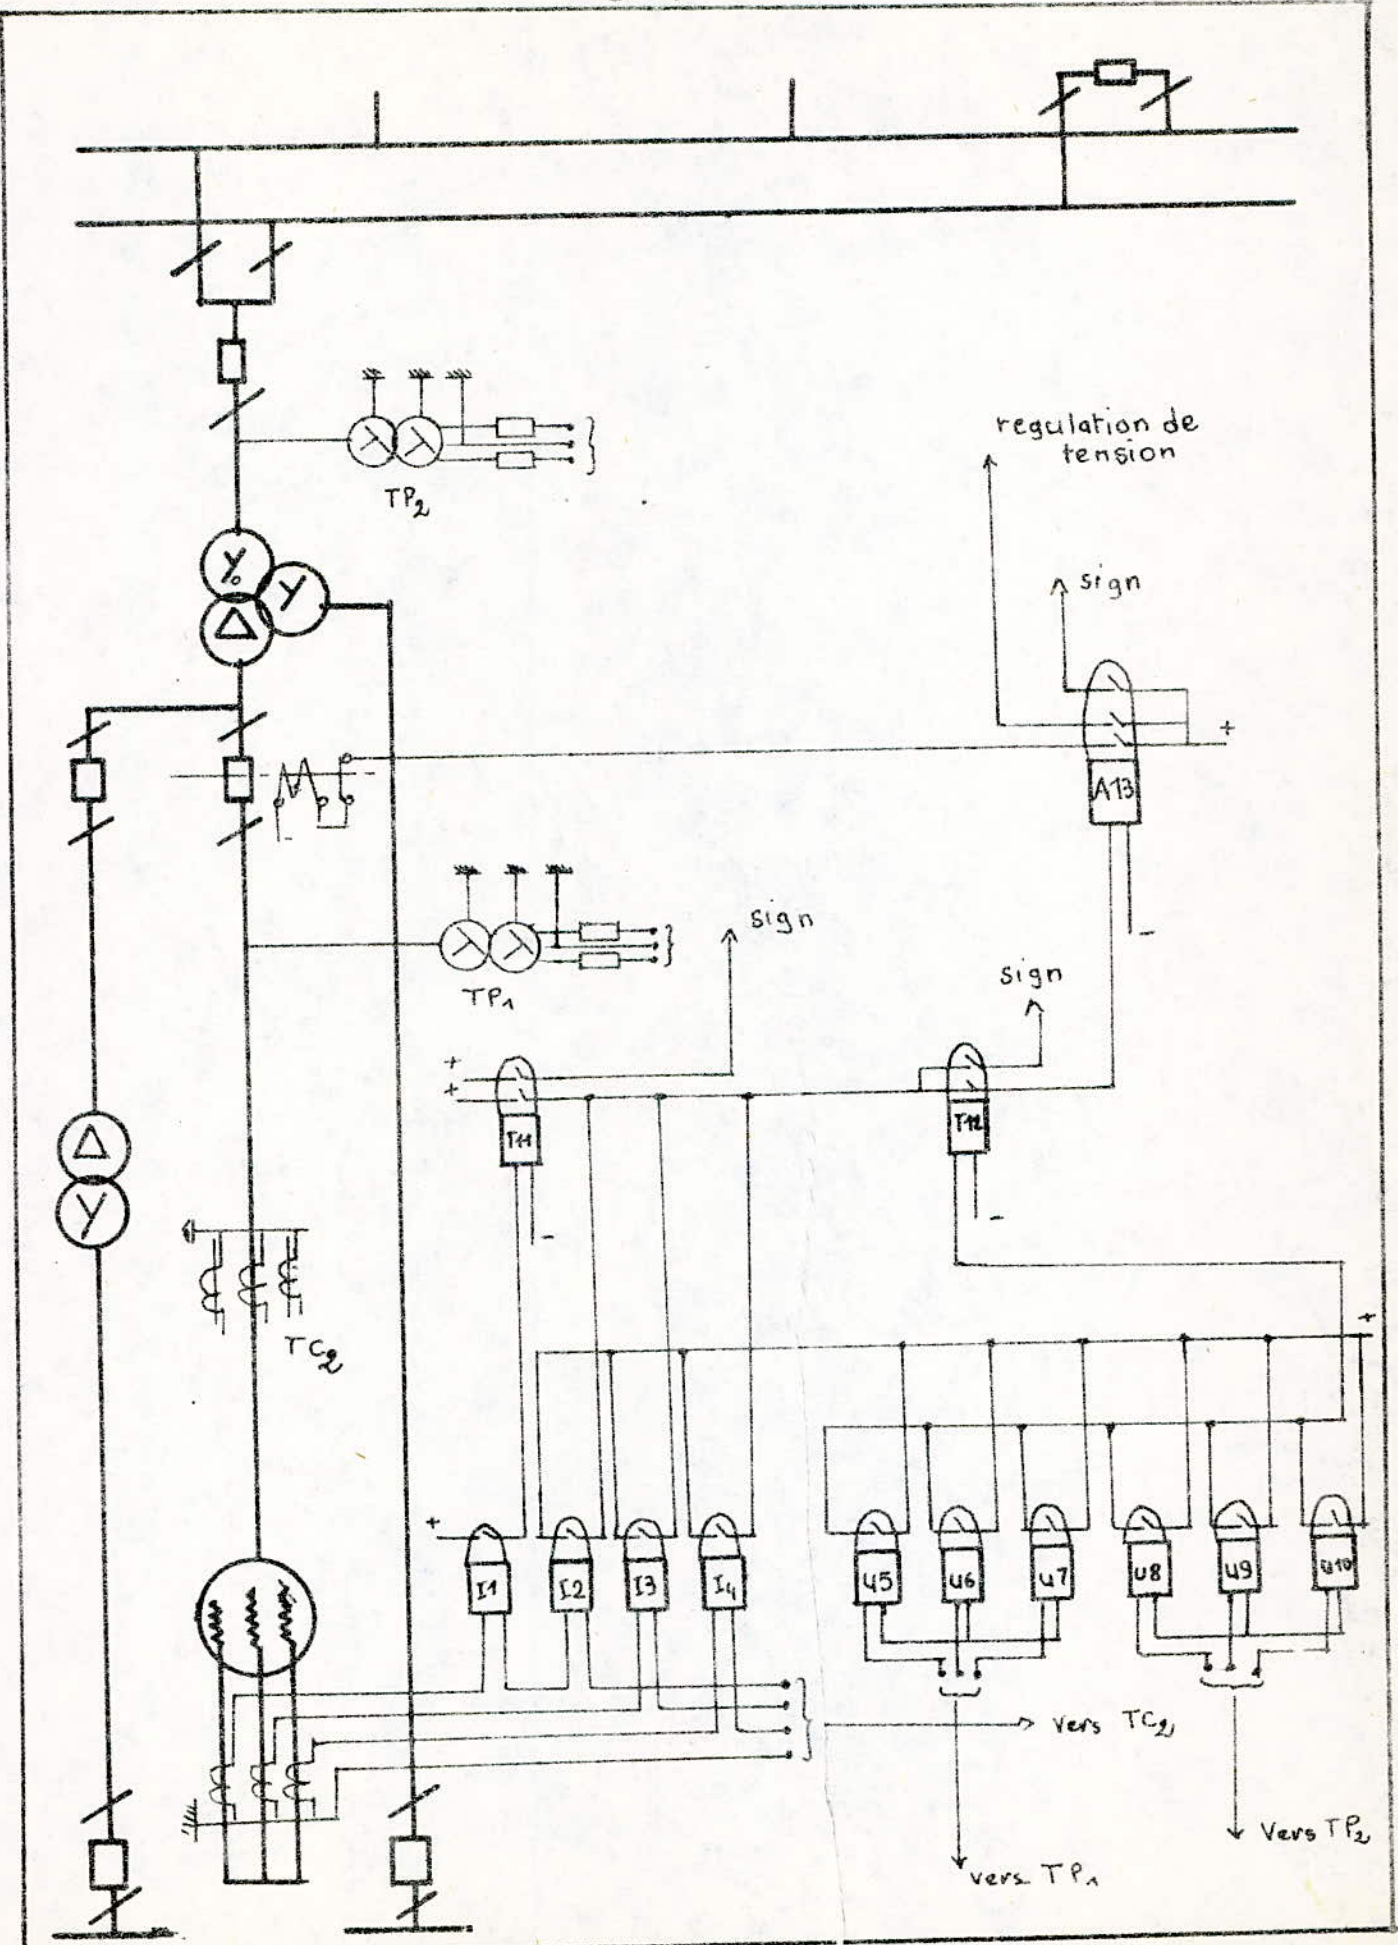 TP2
regulation de
tension
sign
Y₀
Y
Δ
+
A13
-
-
TP1
sign
sign
+
+
T11
T12
-
-
Δ
Y
TC2
+
+
I1
I2
I3
I4
U5
U6
U7
U8
U9
U10
vers TC2
vers TP1
Vers TP2